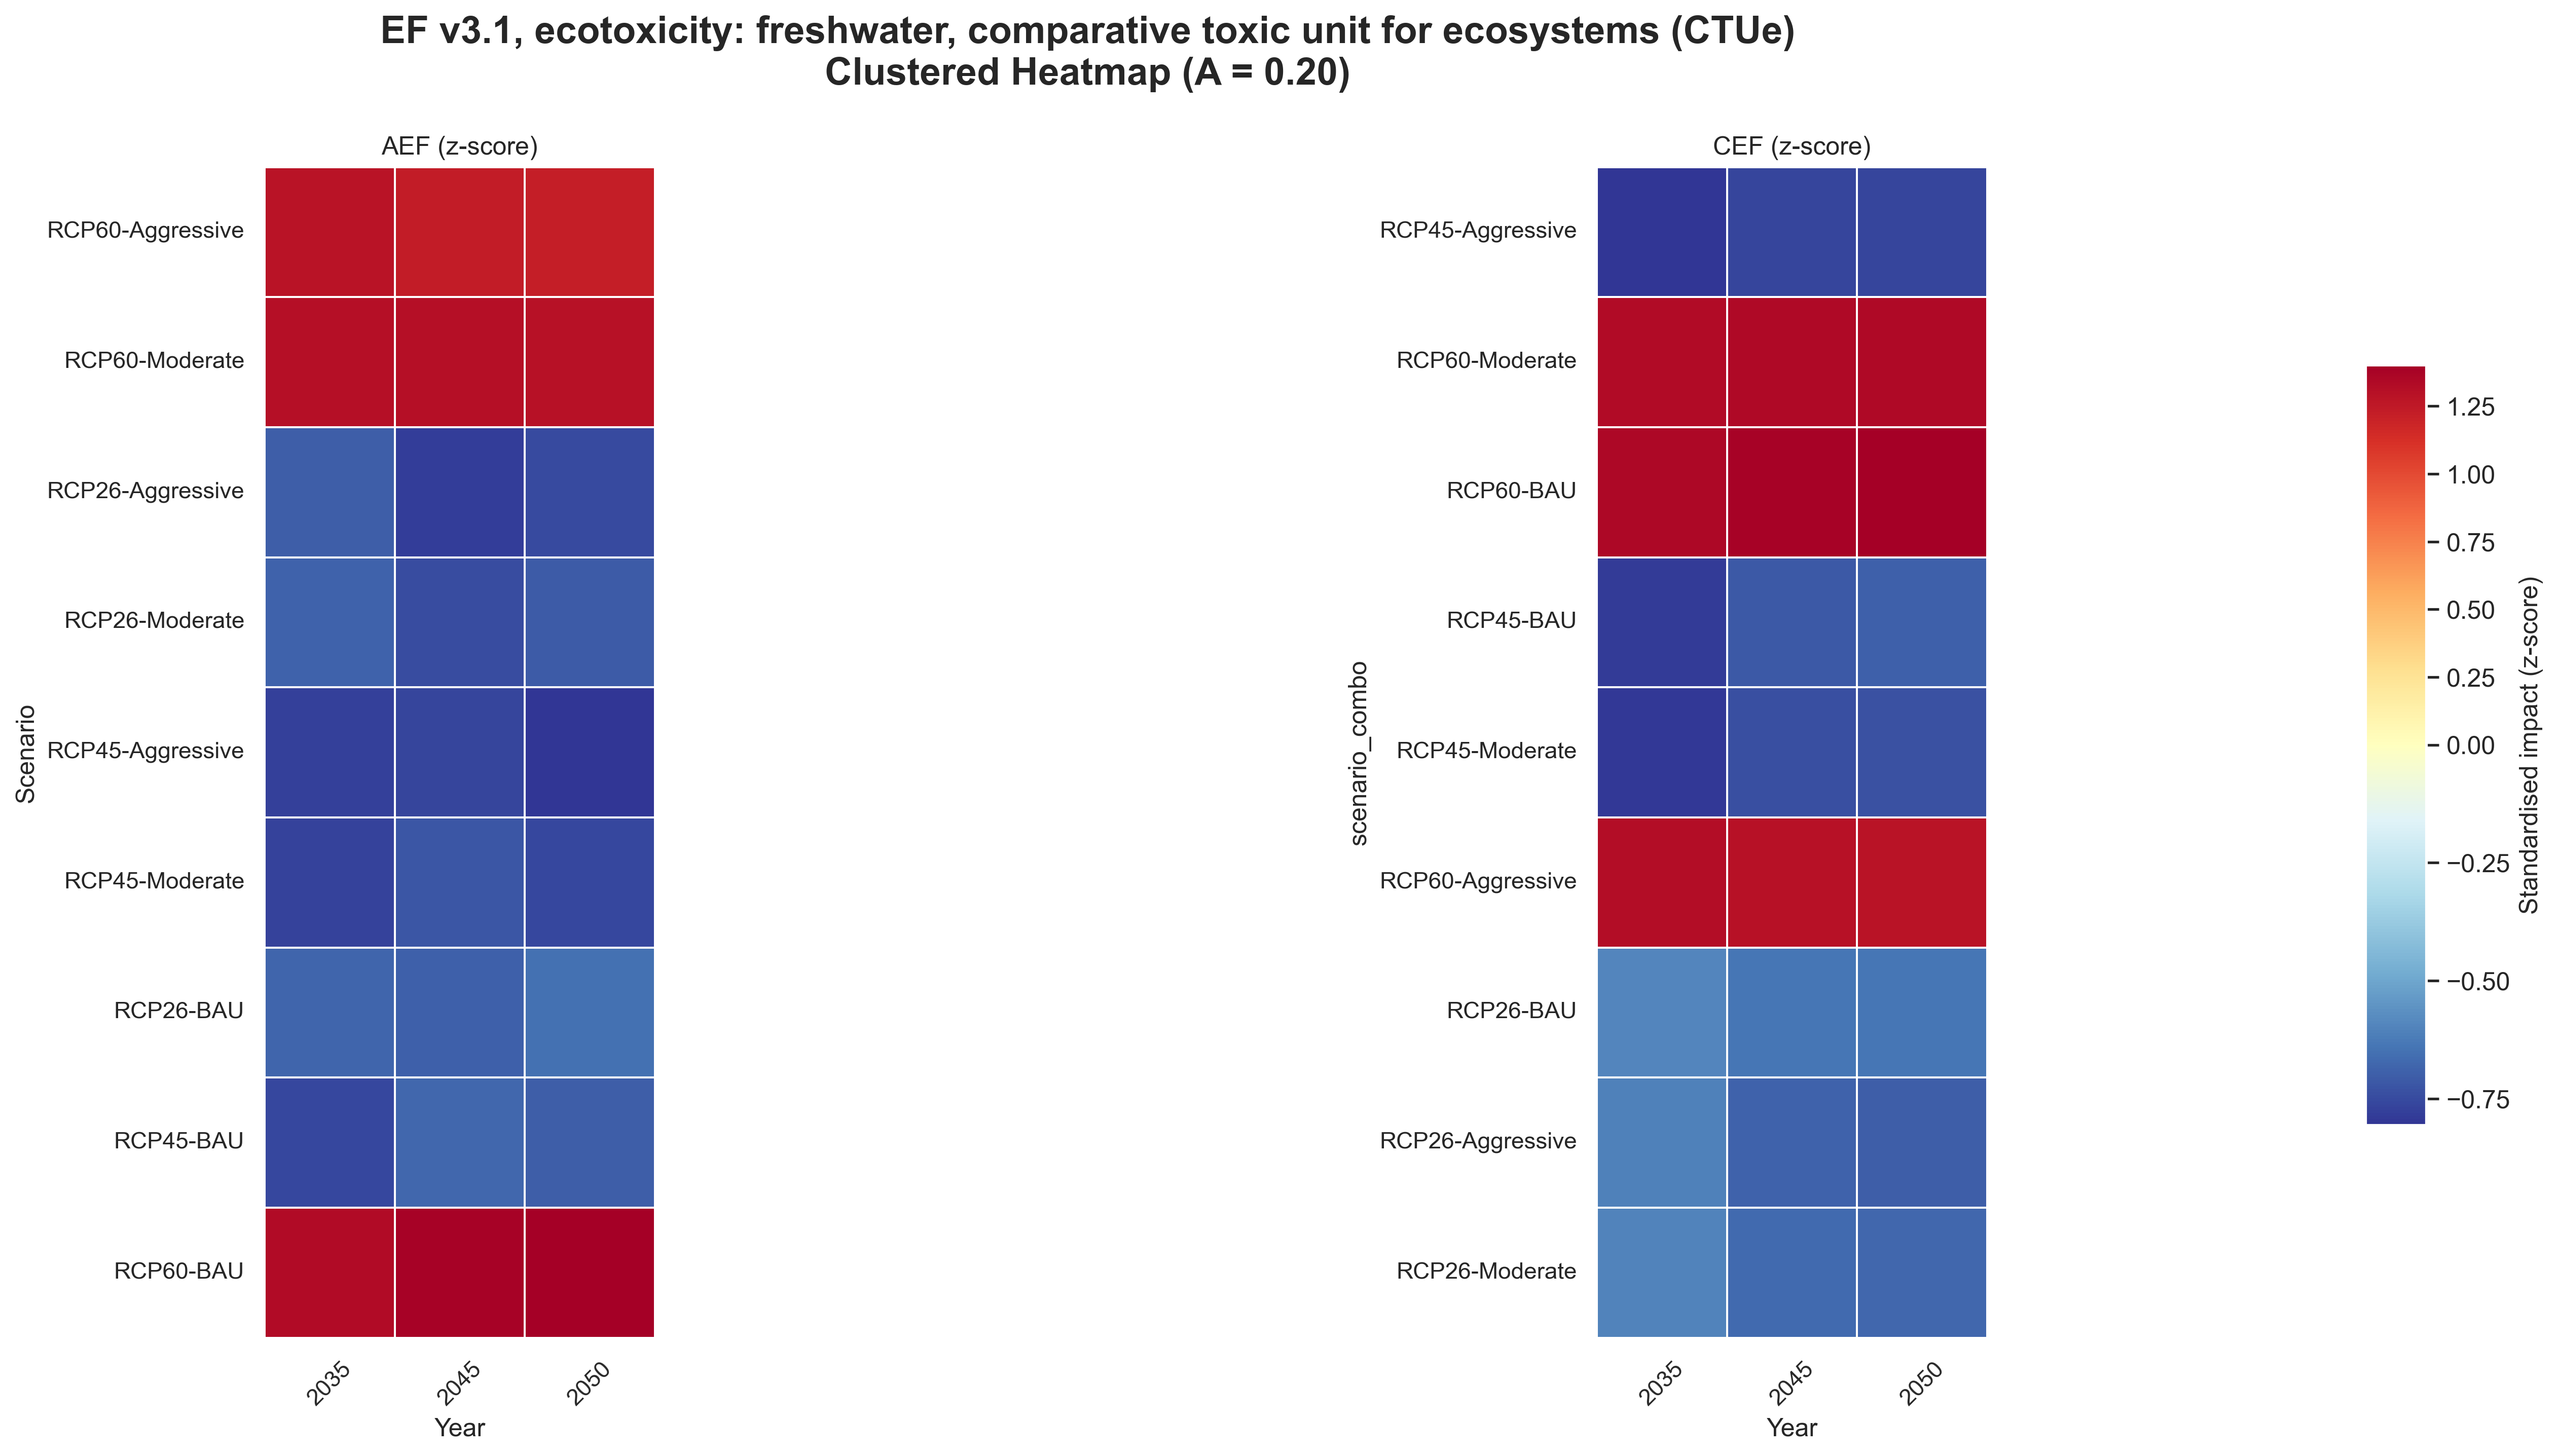 EF v3.1, ecotoxicity: freshwater, comparative toxic unit for ecosystems (CTUe)
Clustered Heatmap (A = 0.20)
AEF (z-score)
Scenario
RCP60-Aggressive
RCP60-Moderate
RCP26-Aggressive
RCP26-Moderate
RCP45-Aggressive
RCP45-Moderate
RCP26-BAU
RCP45-BAU
RCP60-BAU
2035
2045
2050
Year
CEF (z-score)
scenario_combo
RCP45-Aggressive
RCP60-Moderate
RCP60-BAU
RCP45-BAU
RCP45-Moderate
RCP60-Aggressive
RCP26-BAU
RCP26-Aggressive
RCP26-Moderate
2035
2045
2050
Year
1.25
1.00
0.75
0.50
0.25
0.00
−0.25
−0.50
−0.75
Standardised impact (z-score)